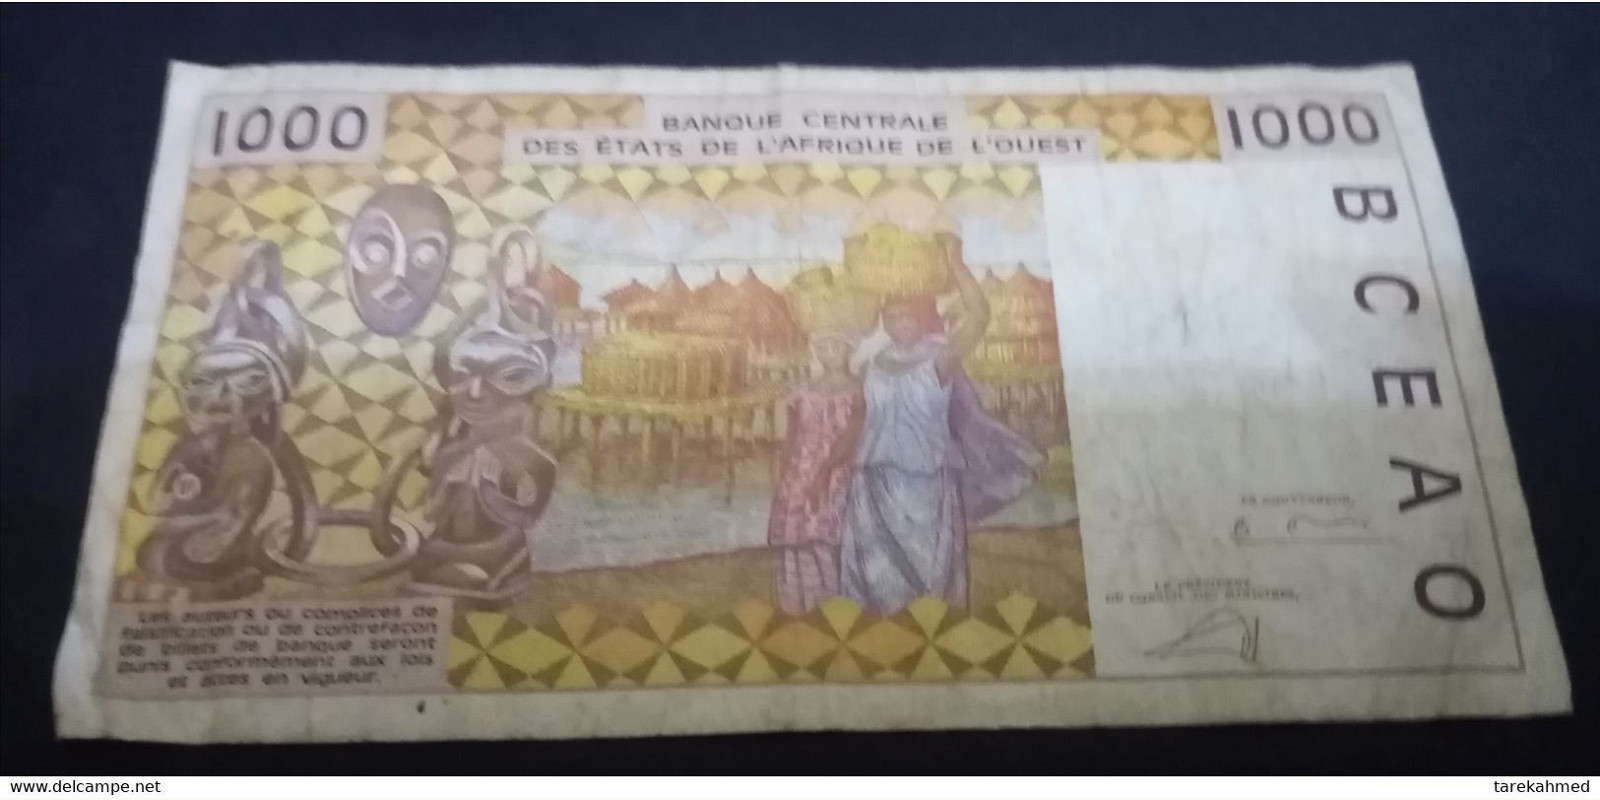 1000
BANQUE CENTRALE
DES ÉTATS DE L'AFRIQUE DE L'OUEST
1000
BCEAO
LE GOUVERNEUR,
LE PRÉSIDENT
DU CONSEIL DES MINISTRES,
Les auteurs ou complices de
falsification ou de contrefaçon
de billets de banque seront
punis conformément aux lois
et actes en vigueur.
www.delcampe.net
tarekahmed